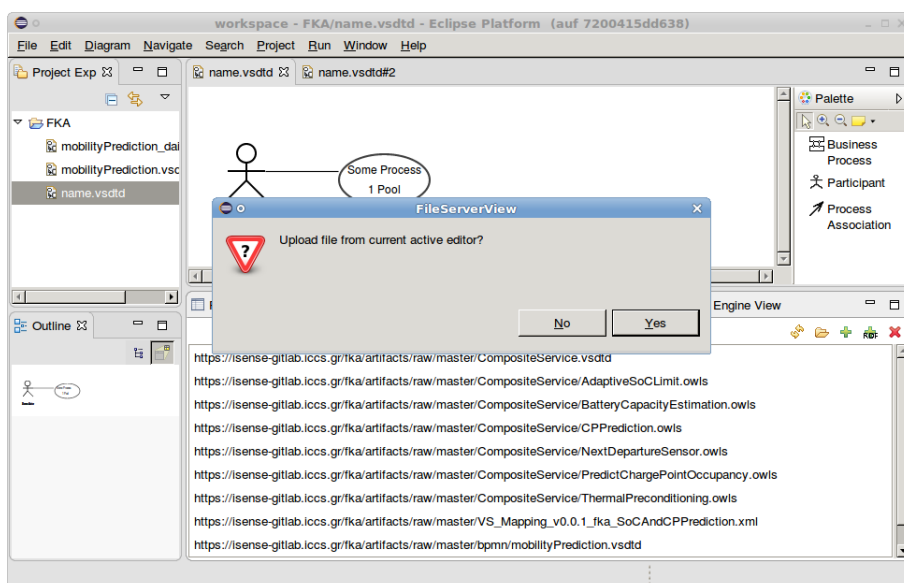 workspace - FKA/name.vsdtd - Eclipse Platform (auf 7200415dd638)
File Edit Diagram Navigate Search Project Run Window Help
Project Exp
name.vsdtd
name.vsdtd#2
FKA
mobilityPrediction_dai
mobilityPrediction.vsc
name.vsdtd
Some Process
1 Pool
Palette
Business
Process
Participant
Process
Association
FileServerView
?
Upload file from current active editor?
No
Yes
Engine View
Outline
RDF
https://isense-gitlab.iccs.gr/fka/artifacts/raw/master/CompositeService.vsdtd
https://isense-gitlab.iccs.gr/fka/artifacts/raw/master/CompositeService/AdaptiveSoCLimit.owls
https://isense-gitlab.iccs.gr/fka/artifacts/raw/master/CompositeService/BatteryCapacityEstimation.owls
https://isense-gitlab.iccs.gr/fka/artifacts/raw/master/CompositeService/CPPrediction.owls
https://isense-gitlab.iccs.gr/fka/artifacts/raw/master/CompositeService/NextDepartureSensor.owls
https://isense-gitlab.iccs.gr/fka/artifacts/raw/master/CompositeService/PredictChargePointOccupancy.owls
https://isense-gitlab.iccs.gr/fka/artifacts/raw/master/CompositeService/ThermalPreconditioning.owls
https://isense-gitlab.iccs.gr/fka/artifacts/raw/master/VS_Mapping_v0.0.1_fka_SoCAndCPPrediction.xml
https://isense-gitlab.iccs.gr/fka/artifacts/raw/master/bpmn/mobilityPrediction.vsdtd